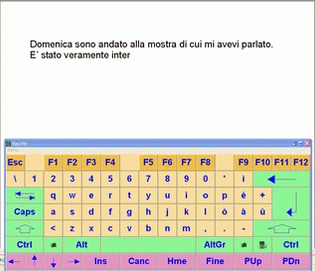 Domenica sono andato alla mostra di cui mi avevi parlato.
E' stato veramente inter
Esc F1 F2 F3 F4 F5 F6 F7 F8 F9 F10 F11 F12
\ 1 2 3 4 5 6 7 8 9 0 ' ì
q w e r t y u i o p è +
Caps a s d f g h j k l ò à ù
< z x c v b n m , . -
Ctrl Alt AltGr Ctrl
Ins Canc Hme Fine PUp PDn